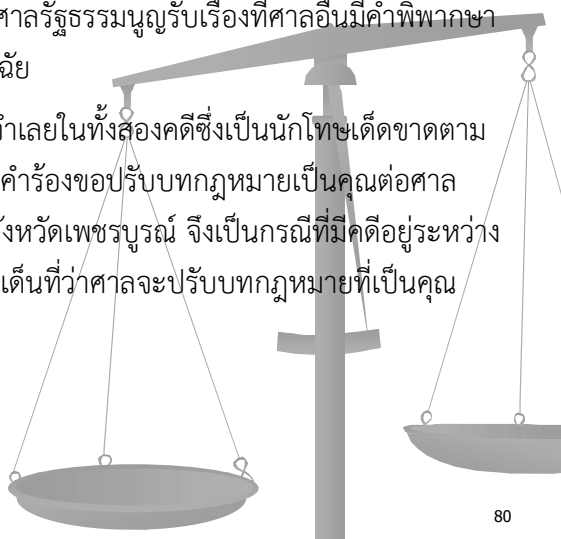 ศาลรัฐธรรมนูญรับเรื่องที่ศาลอื่นมีคำพิพากษา
ฉัย
จำเลยในทั้งสองคดีซึ่งเป็นนักโทษเด็ดขาดตาม
คำร้องขอปรับบทกฎหมายเป็นคุณต่อศาล
ังหวัดเพชรบูรณ์ จึงเป็นกรณีที่มีคดีอยู่ระหว่าง
เด็นที่ว่าศาลจะปรับบทกฎหมายที่เป็นคุณ
80